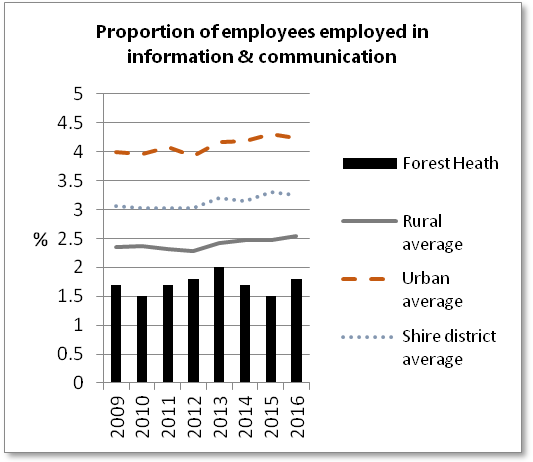 Proportion of employees employed in
information & communication
5
4.5
4
3.5
3
2.5
2
1.5
1
0.5
0
%
2009
2010
2011
2012
2013
2014
2015
2016
Forest Heath
Rural
average
Urban
average
Shire district
average